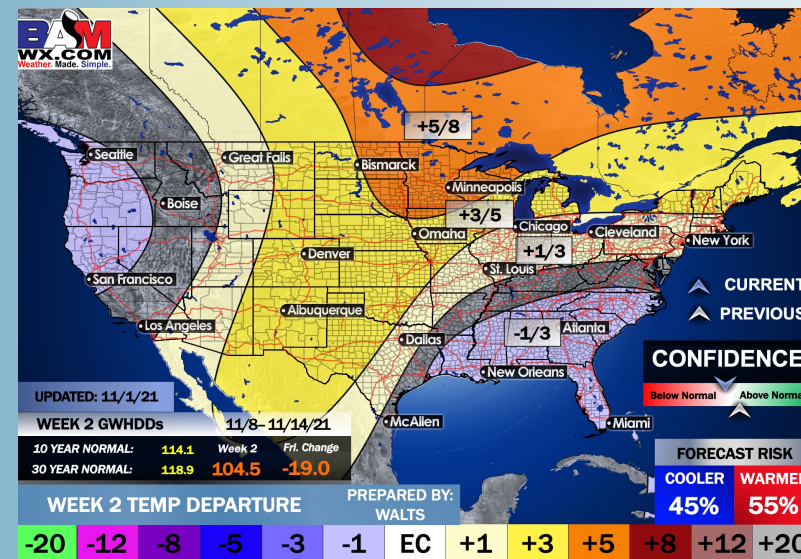 BAM
WX.COM
Weather. Made. Simple.
+5/8
Seattle
Great Falls
Bismarck
Minneapolis
Boise
+3/5
Omaha
Chicago
Cleveland
New York
+1/3
Denver
St. Louis
San Francisco
CURRENT
PREVIOUS
Albuquerque
Los Angeles
Dallas
-1/3
Atlanta
New Orleans
CONFIDENCE
Below Normal
Above Norma
McAllen
Miami
UPDATED: 11/1/21
WEEK 2 GWHDDs 11/8-11/14/21
Week 2 Fri. Change
10 YEAR NORMAL: 114.1
30 YEAR NORMAL: 118.9 104.5 -19.0
FORECAST RISK
COOLER WARMER
45% 55%
WEEK 2 TEMP DEPARTURE
PREPARED BY:
WALTS
-20 -12 -8 -5 -3 -1 EC +1 +3 +5 +8 +12 +20